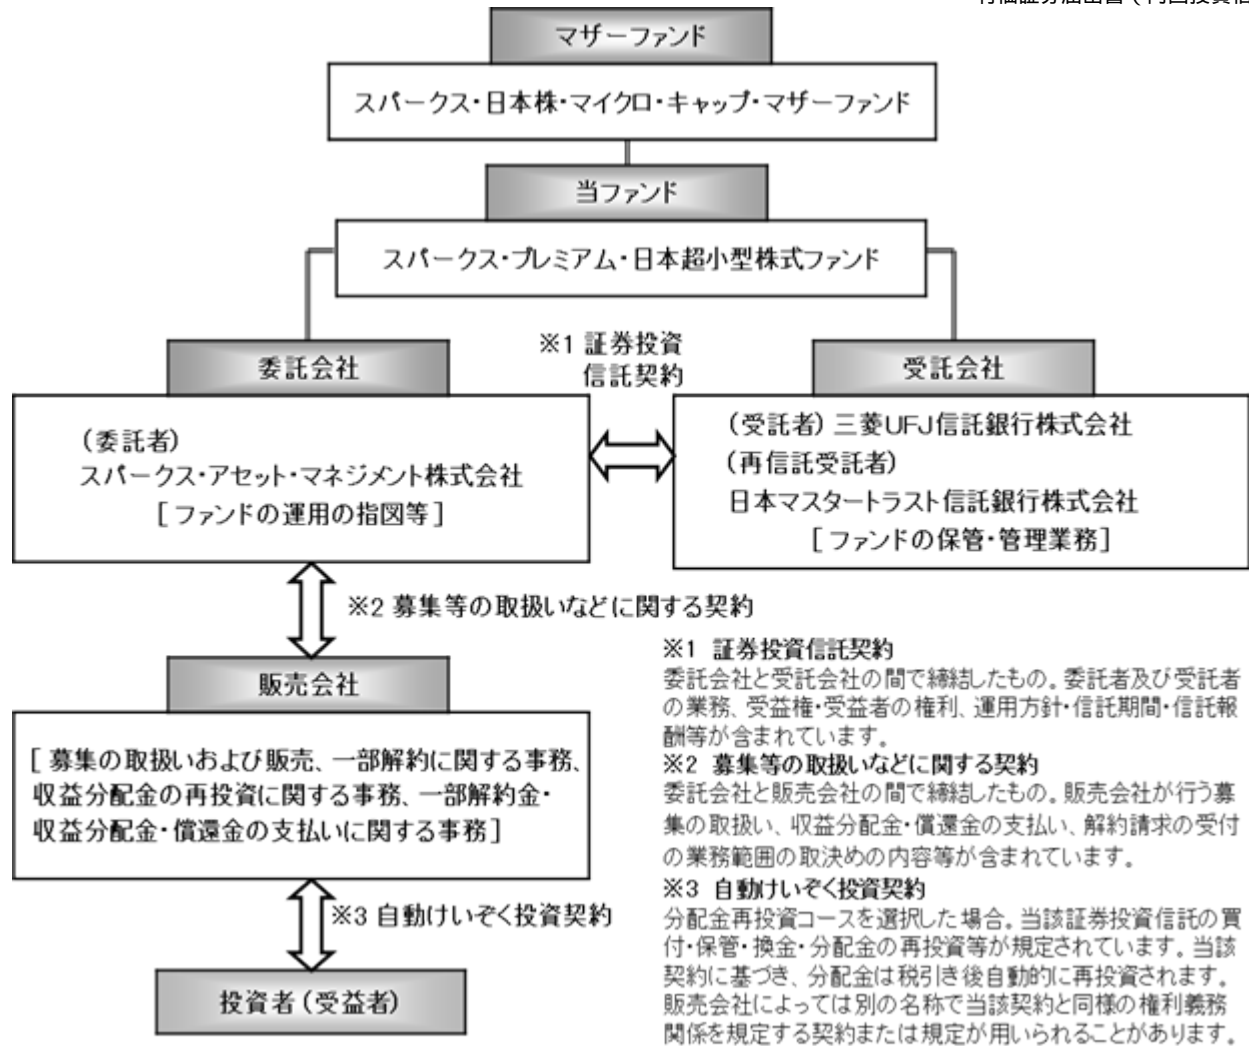 マザーファンド
スパークス・日本株・マイクロ・キャップ・マザーファンド
当ファンド
スパークス・プレミアム・日本超小型株式ファンド
委託会社
(委託者)
スパークス・アセット・マネジメント株式会社
[ファンドの運用の指図等]
※1 証券投資
信託契約
受託会社
(受託者) 三菱UFJ信託銀行株式会社
(再信託受託者)
日本マスタートラスト信託銀行株式会社
[ファンドの保管・管理業務]
※2 募集等の取扱いなどに関する契約
販売会社
[募集の取扱いおよび販売、一部解約に関する事務、
収益分配金の再投資に関する事務、一部解約金・
収益分配金・償還金の支払いに関する事務]
※3 自動けいぞく投資契約
投資者(受益者)
※1 証券投資信託契約
委託会社と受託会社の間で締結したもの。委託者及び受託者
の業務、受益権・受益者の権利、運用方針・信託期間・信託報
酬等が含まれています。
※2 募集等の取扱いなどに関する契約
委託会社と販売会社の間で締結したもの。販売会社が行う募
集の取扱い、収益分配金・償還金の支払い、解約請求の受付
の業務範囲の取決めの内容等が含まれています。
※3 自動けいぞく投資契約
分配金再投資コースを選択した場合。当該証券投資信託の買
付・保管・換金・分配金の再投資等が規定されています。当該
契約に基づき、分配金は税引き後自動的に再投資されます。
販売会社によっては別の名称で当該契約と同様の権利義務
関係を規定する契約または規定が用いられることがあります。